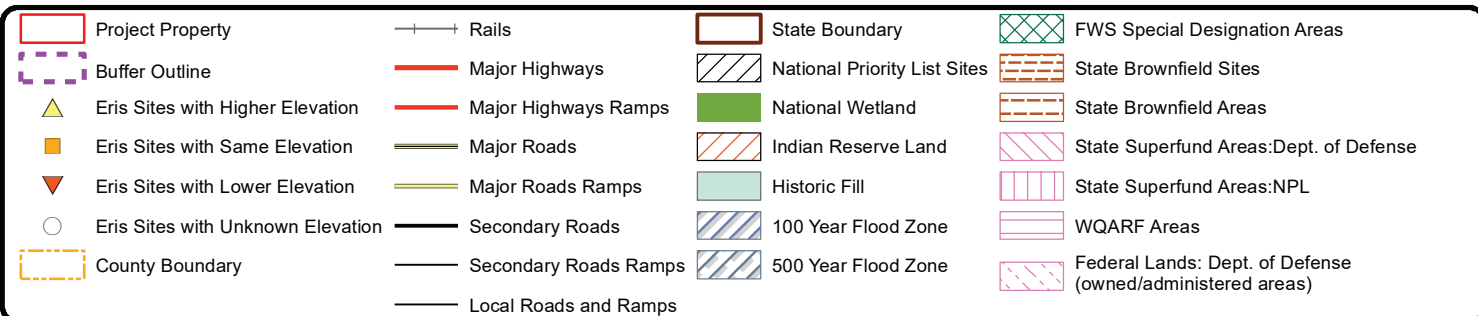 Project Property
Buffer Outline
Eris Sites with Higher Elevation
Eris Sites with Same Elevation
Eris Sites with Lower Elevation
Eris Sites with Unknown Elevation
County Boundary
Rails
Major Highways
Major Highways Ramps
Major Roads
Major Roads Ramps
Secondary Roads
Secondary Roads Ramps
Local Roads and Ramps
State Boundary
National Priority List Sites
National Wetland
Indian Reserve Land
Historic Fill
100 Year Flood Zone
500 Year Flood Zone
FWS Special Designation Areas
State Brownfield Sites
State Brownfield Areas
State Superfund Areas:Dept. of Defense
State Superfund Areas:NPL
WQARF Areas
Federal Lands: Dept. of Defense
(owned/administered areas)